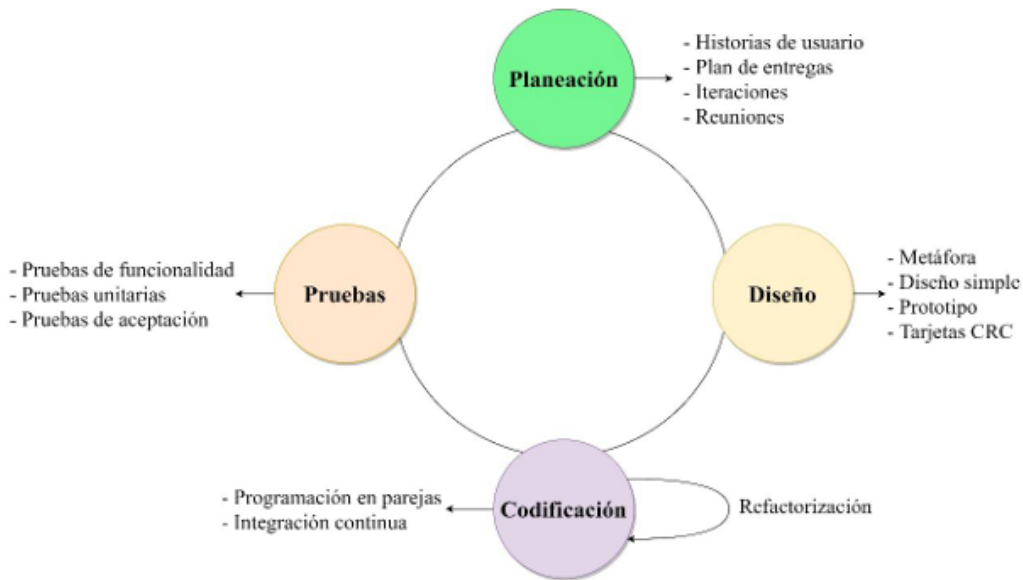 Planeación
- Historias de usuario
- Plan de entregas
- Iteraciones
- Reuniones
- Pruebas de funcionalidad
- Pruebas unitarias
- Pruebas de aceptación
Pruebas
Diseño
- Metáfora
- Diseño simple
- Prototipo
- Tarjetas CRC
- Programación en parejas
- Integración continua
Codificación
Refactorización